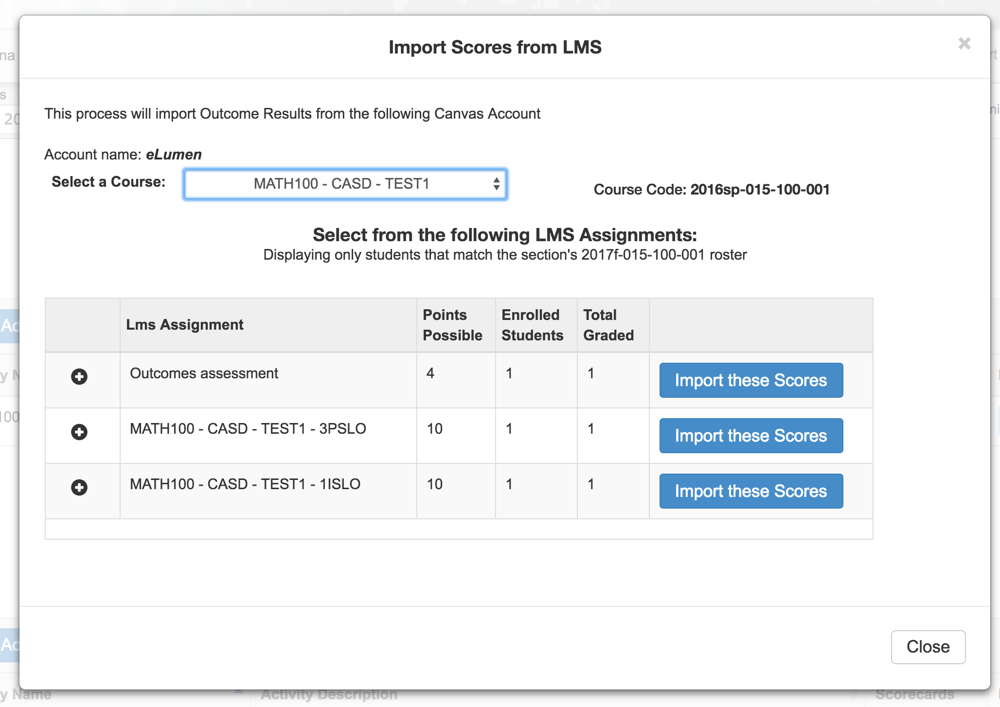 Import Scores from LMS
This process will import Outcome Results from the following Canvas Account
Account name: eLumen
Select a Course: MATH100 - CASD - TEST1
Course Code: 2016sp-015-100-001
Select from the following LMS Assignments:
Displaying only students that match the section's 2017f-015-100-001 roster
Lms Assignment Points Possible Enrolled Students Total Graded
Outcomes assessment 4 1 1 Import these Scores
MATH100 - CASD - TEST1 - 3PSLO 10 1 1 Import these Scores
MATH100 - CASD - TEST1 - 1ISLO 10 1 1 Import these Scores
Close
y Name Activity Description Scorecards